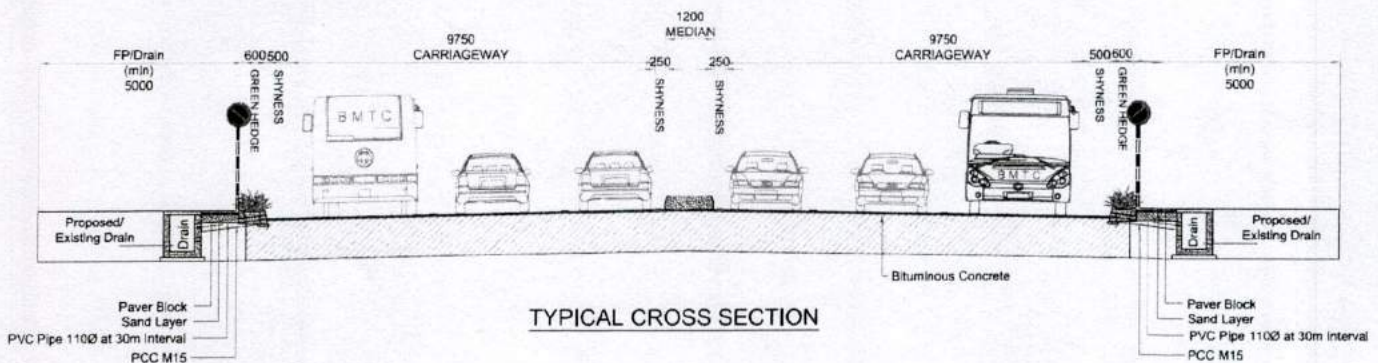 1200
MEDIAN
FP/Drain
(min)
5000
600 500
9750
CARRIAGEWAY
250
250
9750
CARRIAGEWAY
500 600
FP/Drain
(min)
5000
GREEN HEDGE
SHYNESS
SHYNESS
SHYNESS
SHYNESS
GREEN HEDGE
BMTC
BMTC
Proposed/
Existing Drain
Drain
Drain
Proposed/
Existing Drain
Bituminous Concrete
Paver Block
Sand Layer
PVC Pipe 110Ø at 30m Interval
PCC M15
TYPICAL CROSS SECTION
Paver Block
Sand Layer
PVC Pipe 110Ø at 30m Interval
PCC M15